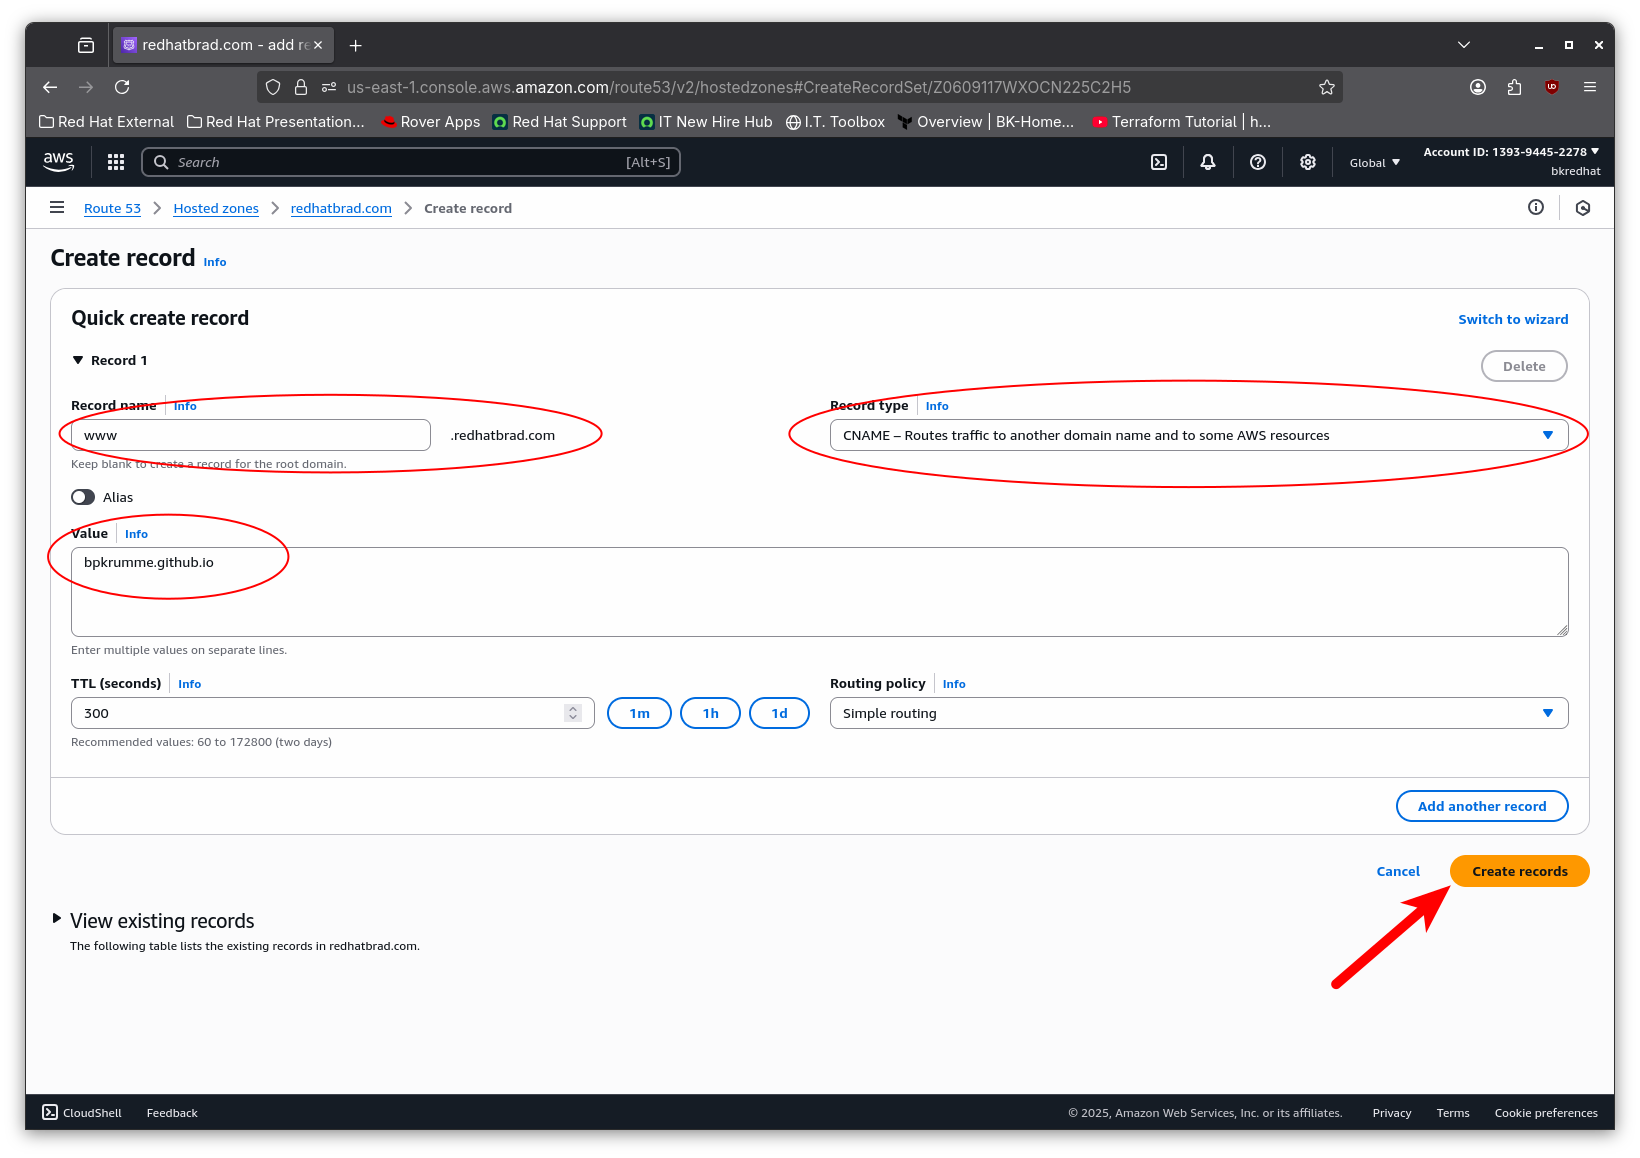 redhatbrad.com - add re
us-east-1.console.aws.amazon.com/route53/v2/hostedzones#CreateRecordSet/Z0609117WXOCN225C2H5
Red Hat External Red Hat Presentation... Rover Apps Red Hat Support IT New Hire Hub I.T. Toolbox Overview | BK-Home... Terraform Tutorial | h...
aws Search [Alt+S] Global Account ID: 1393-9445-2278
bkredhat
Route 53 Hosted zones redhatbrad.com Create record
Create record Info
Quick create record
Switch to wizard
Record 1
Delete
Record name Info
www .redhatbrad.com
Keep blank to create a record for the root domain.
Record type Info
CNAME – Routes traffic to another domain name and to some AWS resources
Alias
Value Info
bpkrumme.github.io
Enter multiple values on separate lines.
TTL (seconds) Info
300 1m 1h 1d
Recommended values: 60 to 172800 (two days)
Routing policy Info
Simple routing
Add another record
Cancel Create records
View existing records
The following table lists the existing records in redhatbrad.com.
CloudShell Feedback © 2025, Amazon Web Services, Inc. or its affiliates. Privacy Terms Cookie preferences